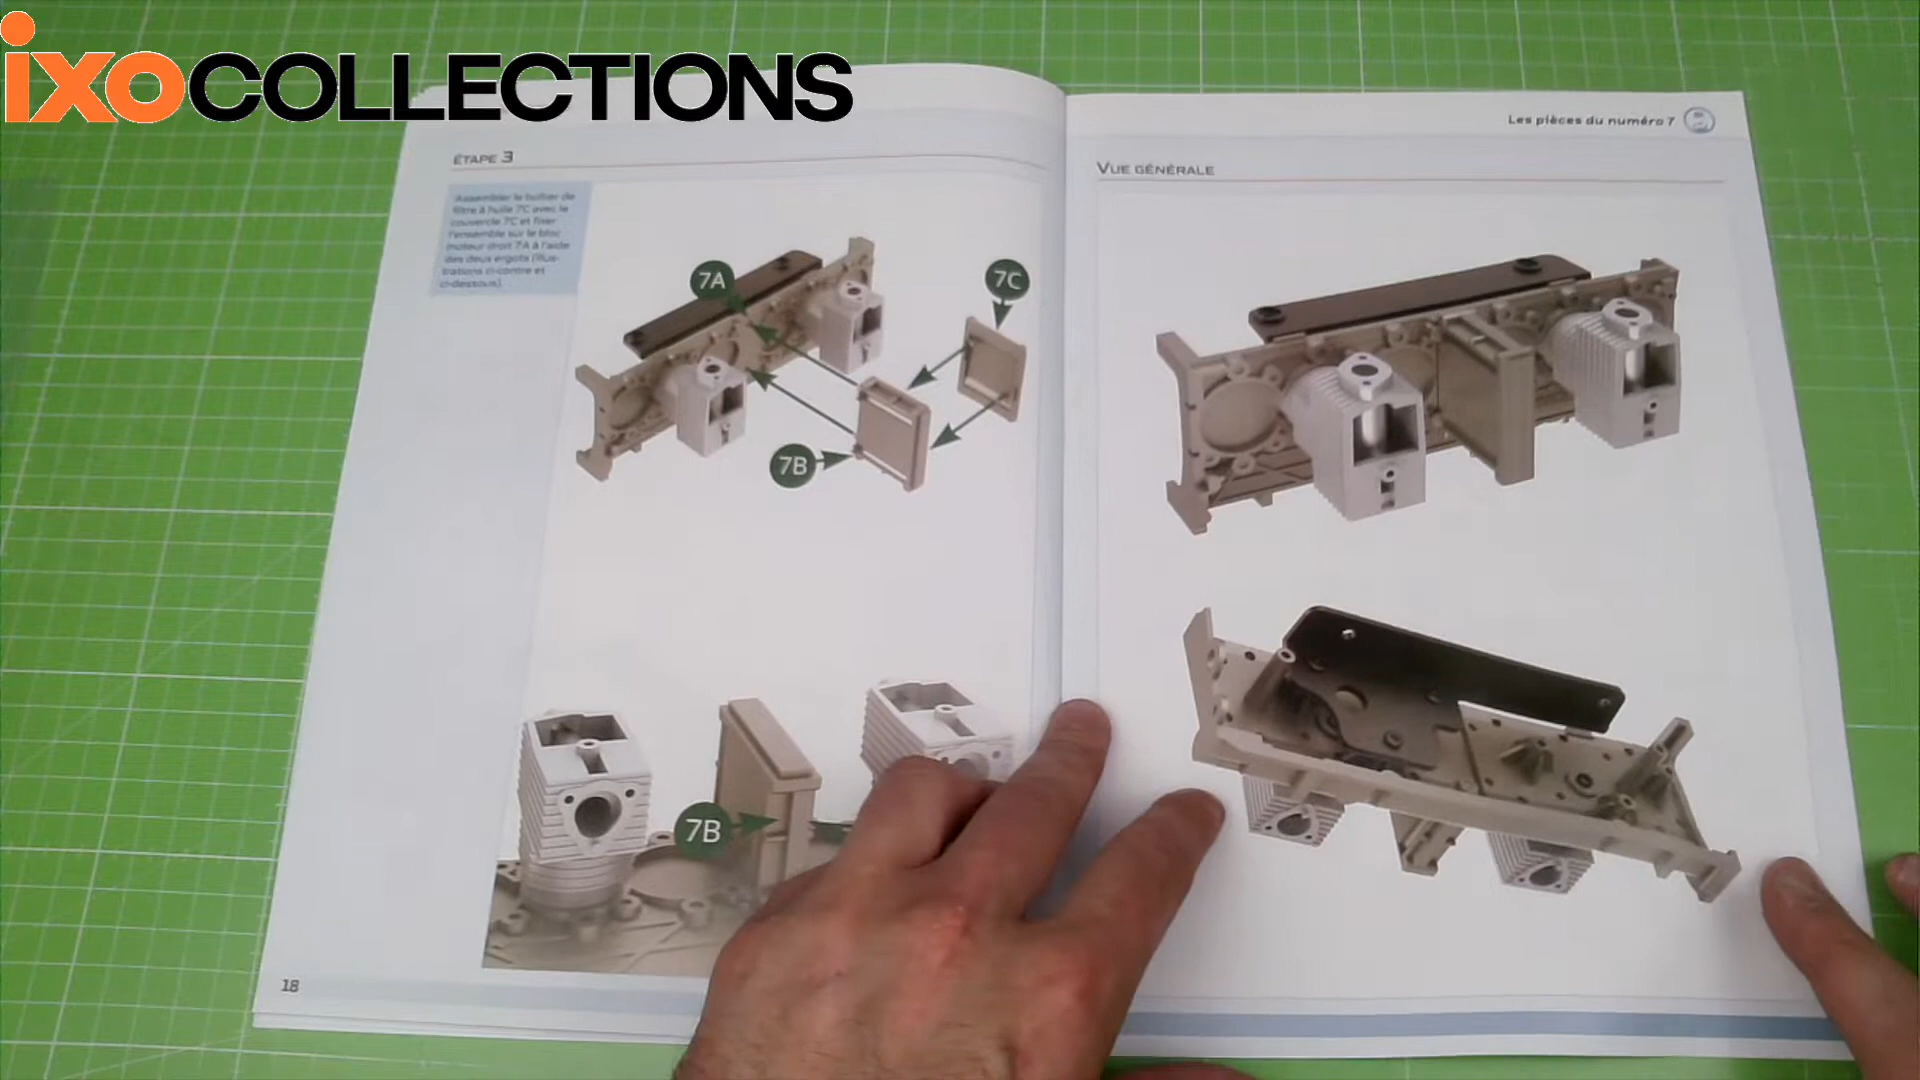 ixo COLLECTIONS
ÉTAPE 3
Assembler le boîtier de
filtre à huile 7C avec le
couvercle 7C et fixer
l'ensemble sur le bloc
moteur droit 7A à l'aide
des deux ergots (illus-
trations ci-contre et
ci-dessous).
7A
7C
7B
7B
18
Les pièces du numéro 7
VUE GÉNÉRALE